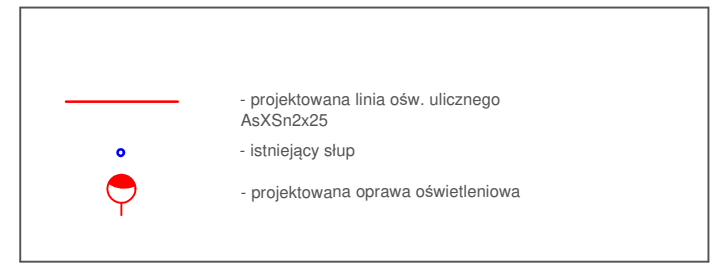 - projektowana linia ośw. ulicznego
AsXSn2x25
- istniejący słup
- projektowana oprawa oświetleniowa